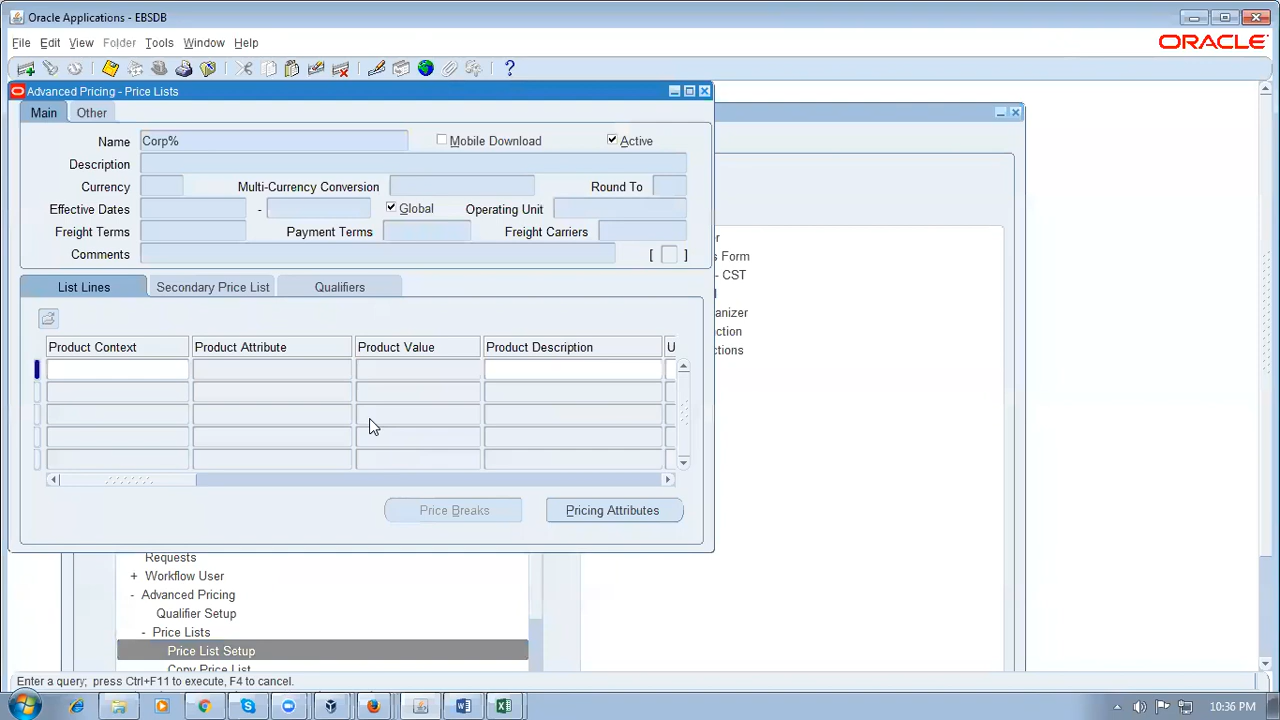 Oracle Applications - EBSDB
File Edit View Folder Tools Window Help
ORACLE
Advanced Pricing - Price Lists
Main Other
Name Corp% Mobile Download Active
Description
Currency Multi-Currency Conversion Round To
Effective Dates - Global Operating Unit
Freight Terms Payment Terms Freight Carriers
Comments [ ]
List Lines Secondary Price List Qualifiers
Product Context Product Attribute Product Value Product Description U
er
s Form
- CST
d
anizer
ction
ctions
Price Breaks Pricing Attributes
Requests
+ Workflow User
- Advanced Pricing
Qualifier Setup
- Price Lists
Price List Setup
Copy Price List
Enter a query; press Ctrl+F11 to execute, F4 to cancel.
10:36 PM